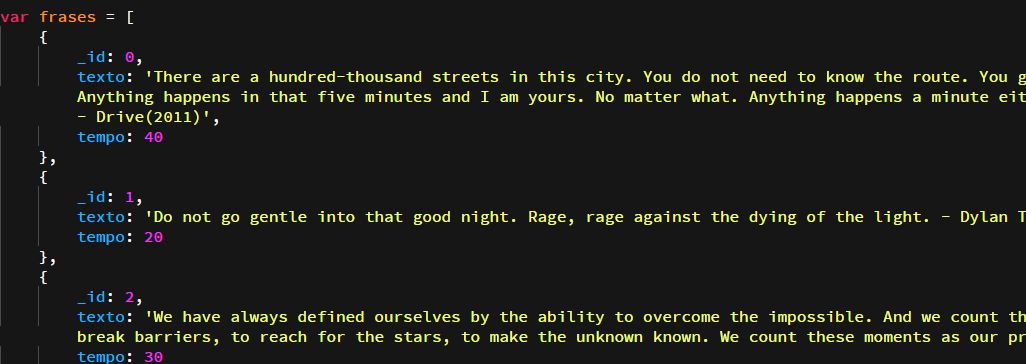 var frases = [
{
_id: 0,
texto: 'There are a hundred-thousand streets in this city. You do not need to know the route. You
Anything happens in that five minutes and I am yours. No matter what. Anything happens a minute
- Drive(2011)',
tempo: 40
},
{
_id: 1,
texto: 'Do not go gentle into that good night. Rage, rage against the dying of the light. - Dylan T
tempo: 20
},
{
_id: 2,
texto: 'We have always defined ourselves by the ability to overcome the impossible. And we count
break barriers, to reach for the stars, to make the unknown known. We count these moments as our
tempo: 30